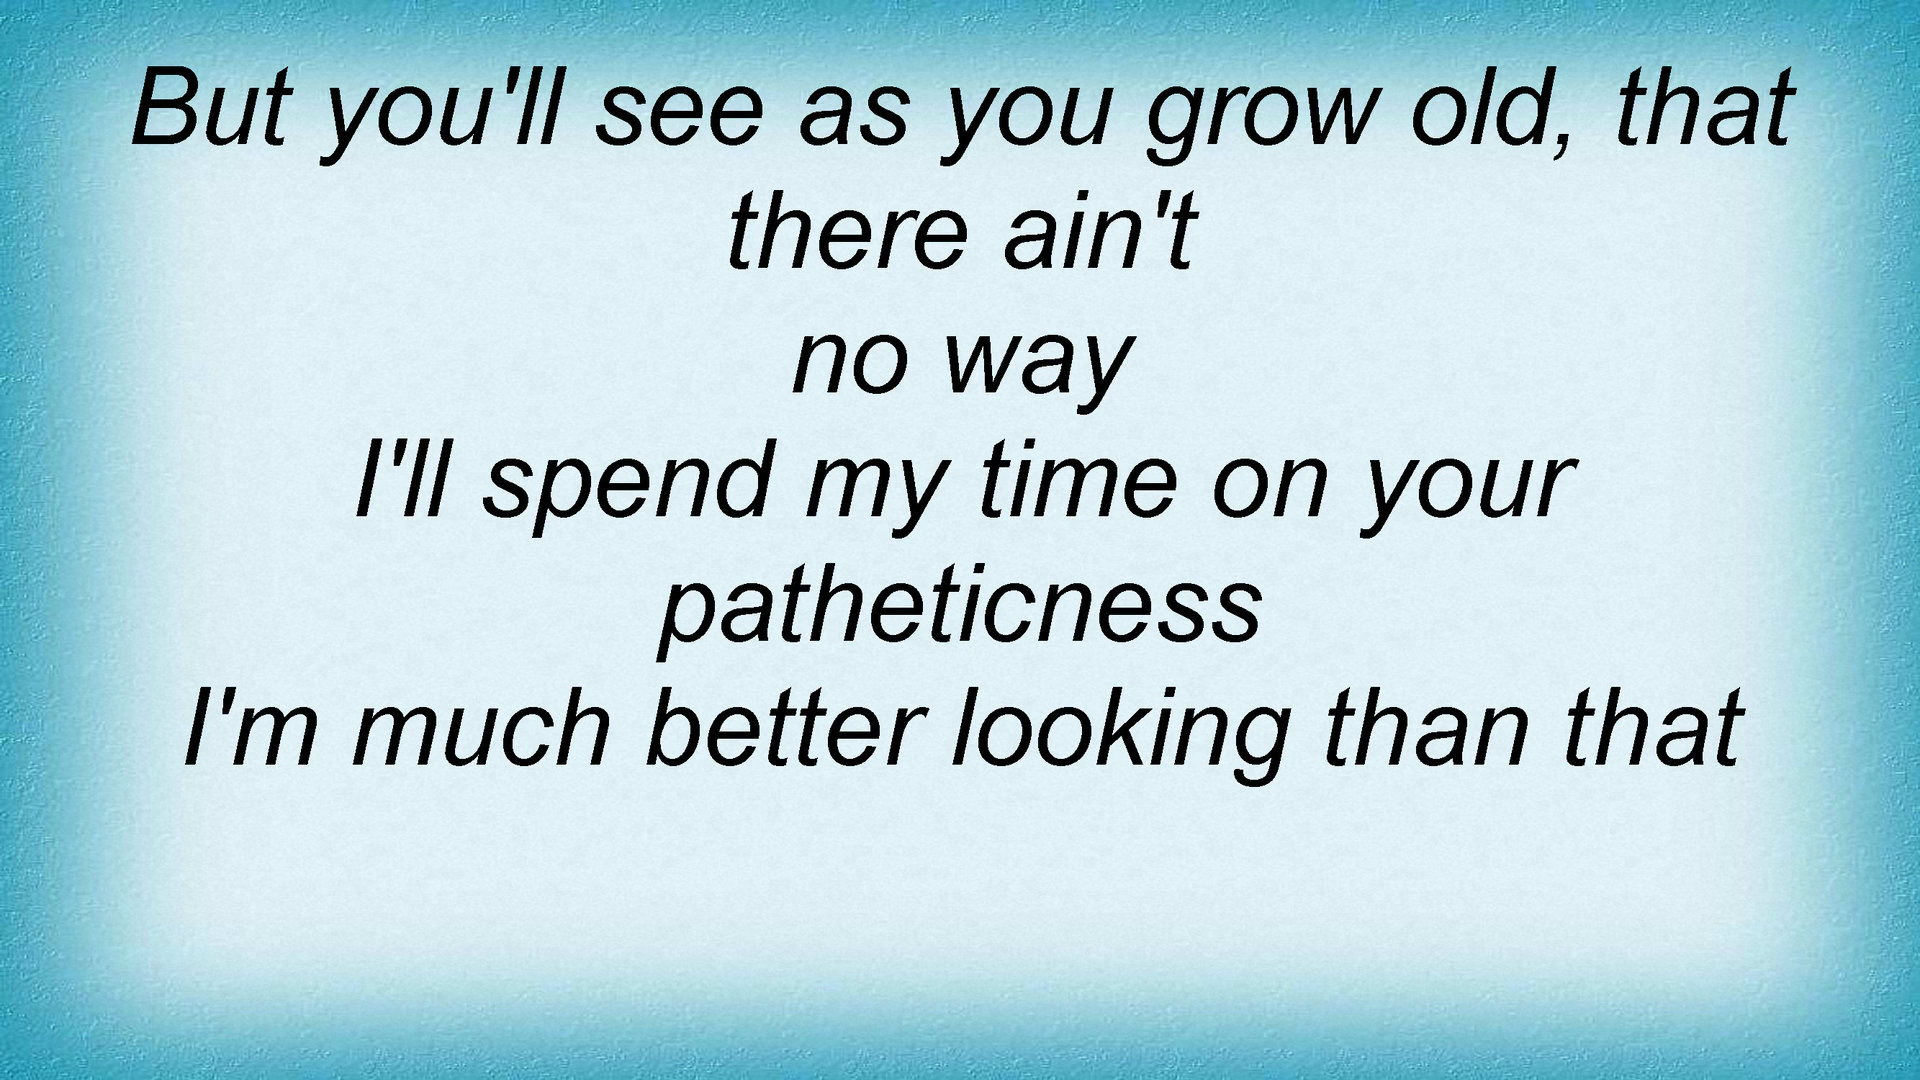 But you'll see as you grow old, that
there ain't
no way
I'll spend my time on your
patheticness
I'm much better looking than that